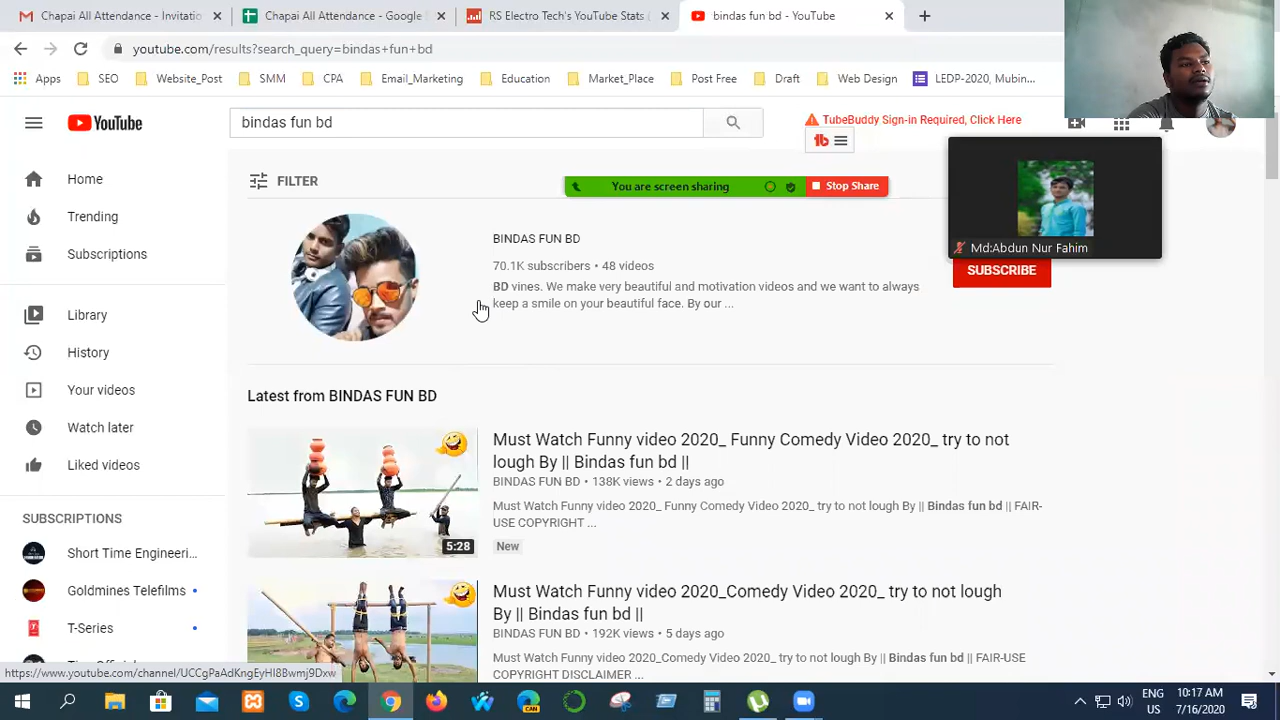 Chapai All Attendance - Invitatio
Chapai All Attendance - Google E
RS Electro Tech's YouTube Stats (
bindas fun bd - YouTube
youtube.com/results?search_query=bindas+fun+bd
Apps
SEO
Website_Post
SMM
CPA
Email_Marketing
Education
Market_Place
Post Free
Draft
Web Design
LEDP-2020, Mubin...
YouTube
bindas fun bd
TubeBuddy Sign-in Required, Click Here
Home
FILTER
You are screen sharing
Stop Share
Trending
Subscriptions
BINDAS FUN BD
70.1K subscribers • 48 videos
BD vines. We make very beautiful and motivation videos and we want to always
keep a smile on your beautiful face. By our ...
Md:Abdun Nur Fahim
SUBSCRIBE
Library
History
Your videos
Watch later
Liked videos
Latest from BINDAS FUN BD
Must Watch Funny video 2020_ Funny Comedy Video 2020_ try to not
lough By || Bindas fun bd ||
BINDAS FUN BD • 138K views • 2 days ago
Must Watch Funny video 2020_ Funny Comedy Video 2020_ try to not lough By || Bindas fun bd || FAIR-
USE COPYRIGHT ...
New
5:28
SUBSCRIPTIONS
Short Time Engineeri...
Goldmines Telefilms
T-Series
Must Watch Funny video 2020_Comedy Video 2020_ try to not lough
By || Bindas fun bd ||
BINDAS FUN BD • 192K views • 5 days ago
Must Watch Funny video 2020_Comedy Video 2020_ try to not lough By || Bindas fun bd || FAIR-USE
COPYRIGHT DISCLAIMER ...
https://www.youtube.com/channel/UCCgPaAdKngEyHI8Bwmj9Dxw
ENG
US
10:17 AM
7/16/2020